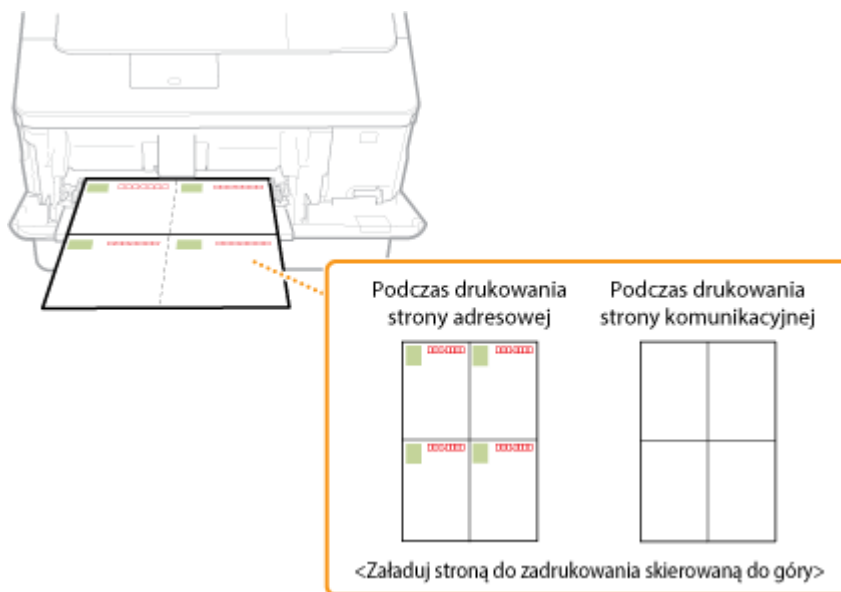 Podczas drukowania
strony adresowej
Podczas drukowania
strony komunikacyjnej
<Załaduj stroną do zadrukowania skierowaną do góry>